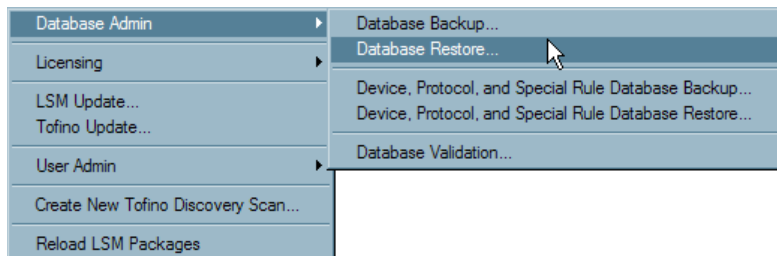 Database Admin
Licensing
LSM Update...
Tofino Update...
User Admin
Create New Tofino Discovery Scan...
Reload LSM Packages
Database Backup...
Database Restore...
Device, Protocol, and Special Rule Database Backup...
Device, Protocol, and Special Rule Database Restore...
Database Validation...